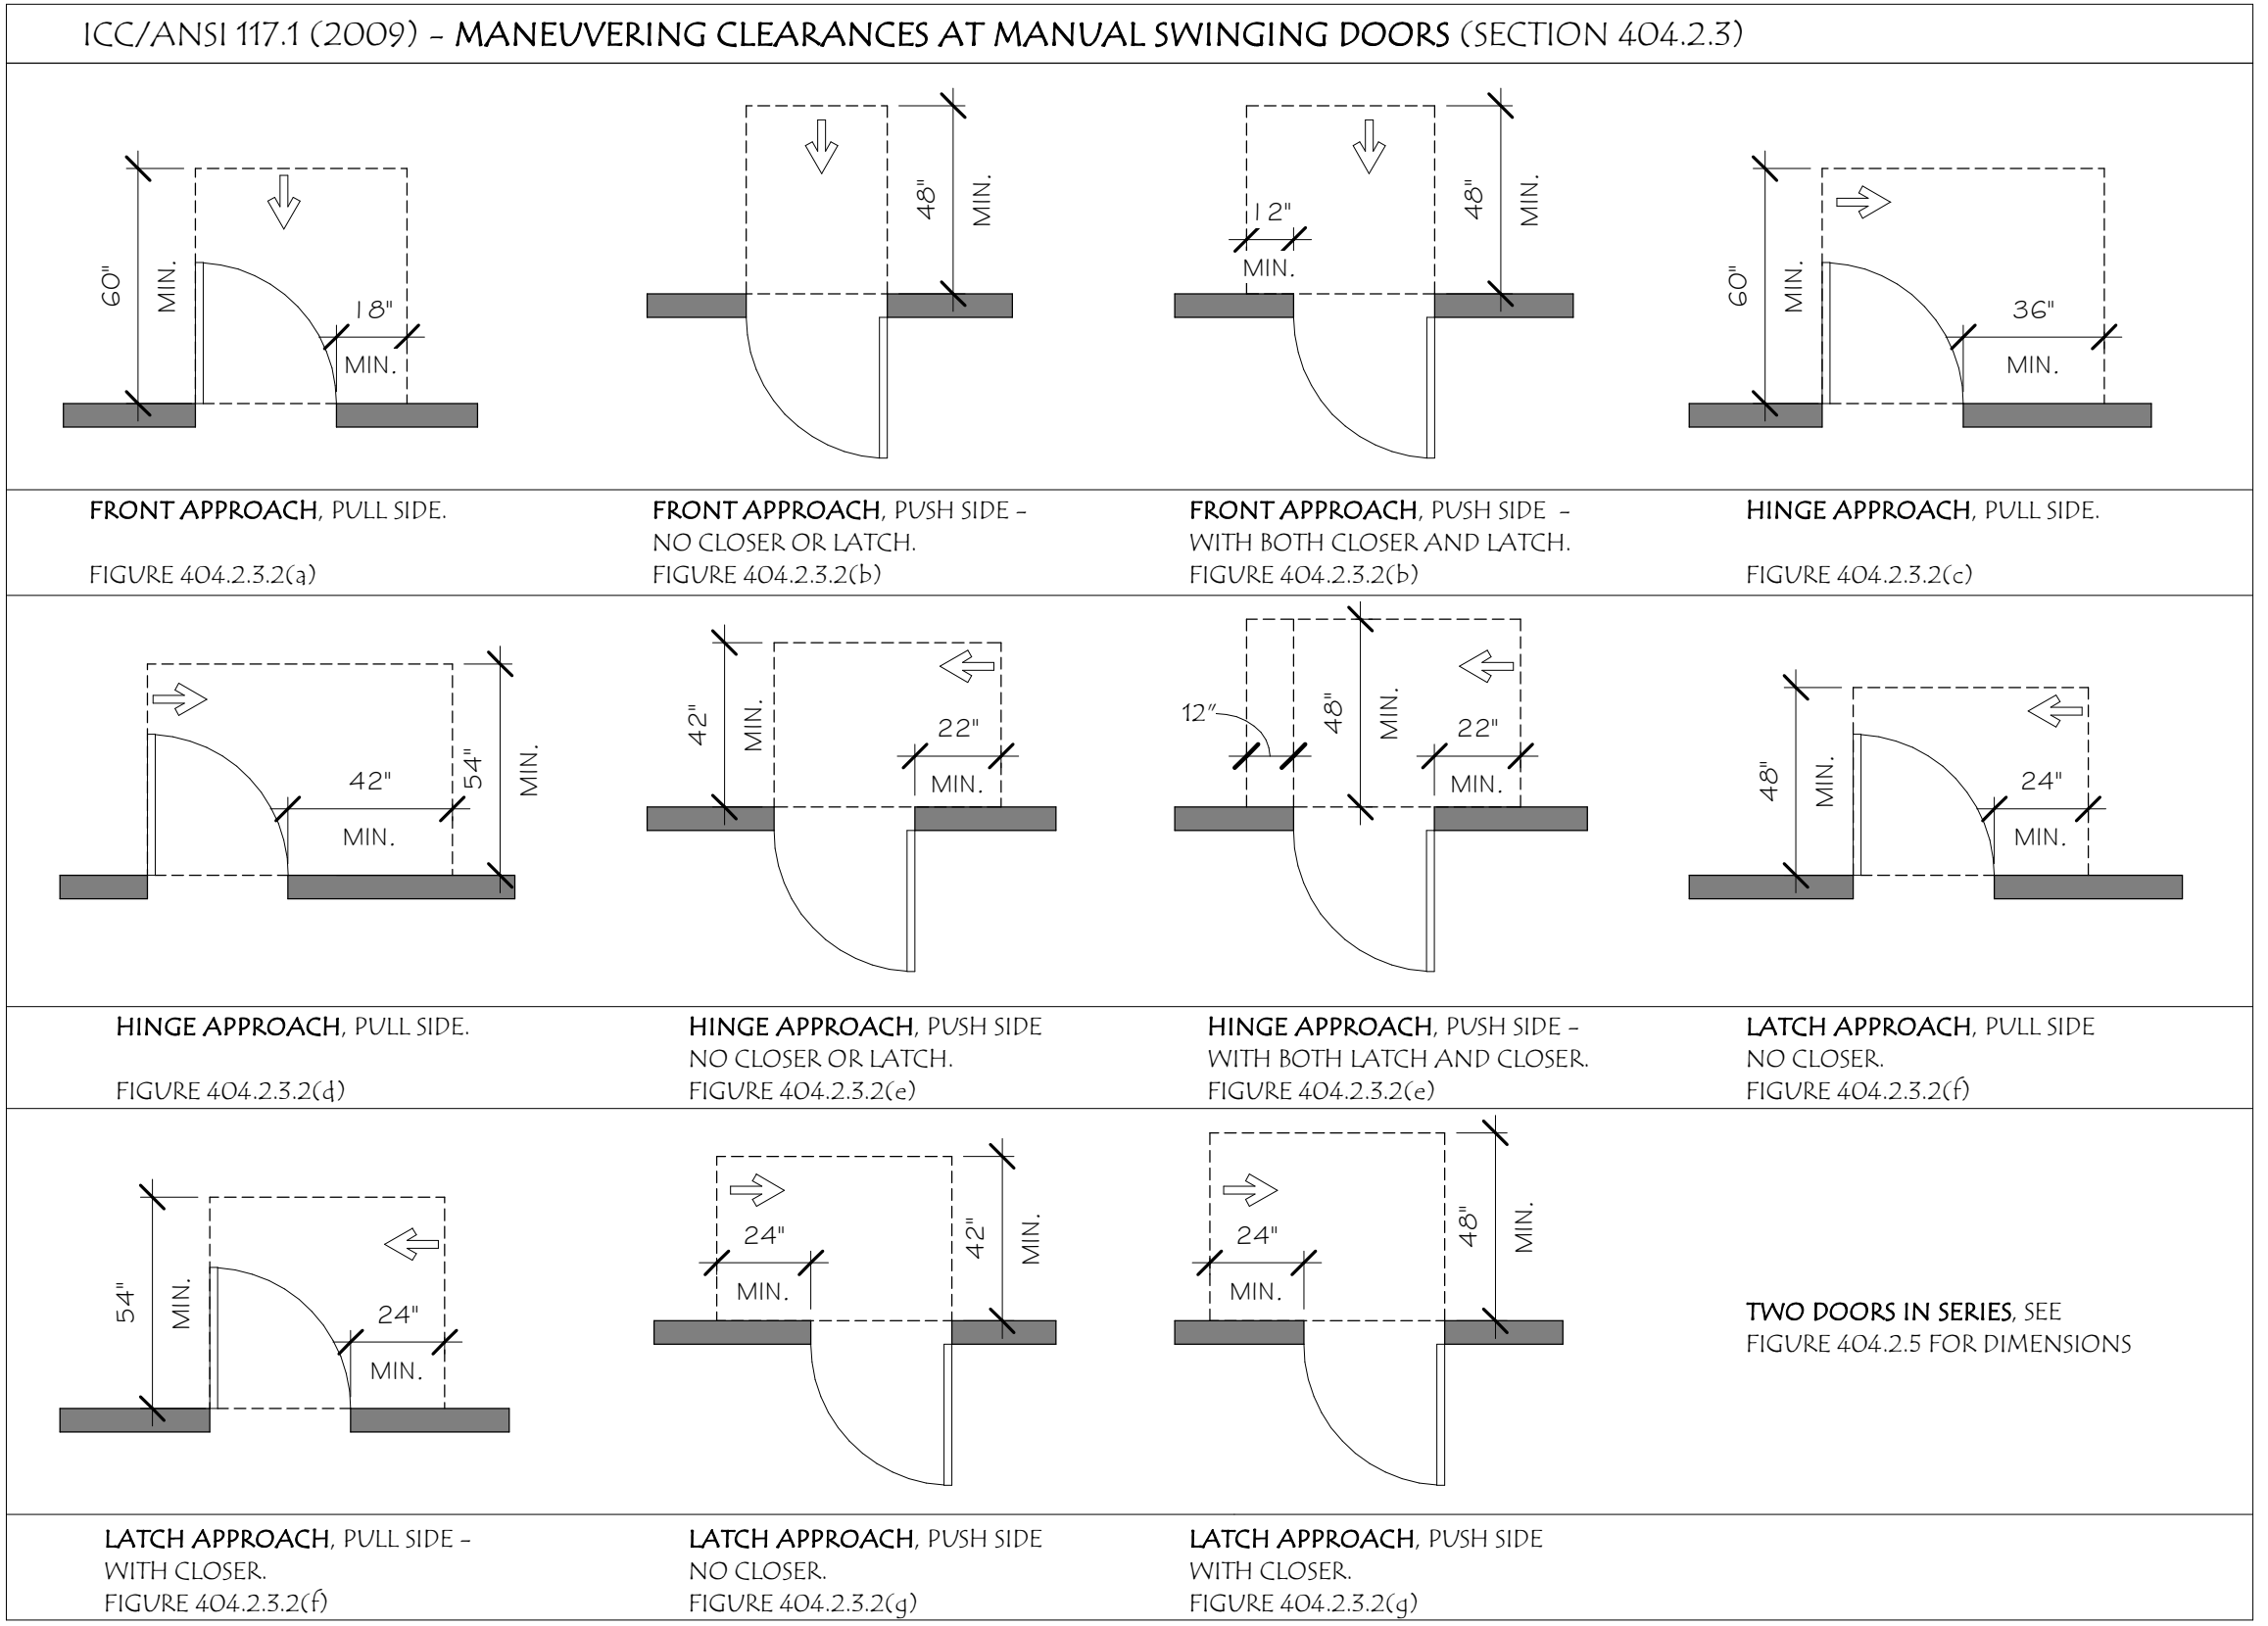 ICC/ANSI 117.1 (2009) - MANEUVERING CLEARANCES AT MANUAL SWINGING DOORS (SECTION 404.2.3)
60"
MIN.
18"
MIN.
48"
MIN.
12"
MIN.
48"
MIN.
60"
MIN.
36"
MIN.
FRONT APPROACH, PULL SIDE.
FIGURE 404.2.3.2(a)
FRONT APPROACH, PUSH SIDE -
NO CLOSER OR LATCH.
FIGURE 404.2.3.2(b)
FRONT APPROACH, PUSH SIDE -
WITH BOTH CLOSER AND LATCH.
FIGURE 404.2.3.2(b)
HINGE APPROACH, PULL SIDE.
FIGURE 404.2.3.2(c)
42"
MIN.
54"
MIN.
42"
MIN.
22"
MIN.
12"
48"
MIN.
22"
MIN.
48"
MIN.
24"
MIN.
HINGE APPROACH, PULL SIDE.
FIGURE 404.2.3.2(d)
HINGE APPROACH, PUSH SIDE
NO CLOSER OR LATCH.
FIGURE 404.2.3.2(e)
HINGE APPROACH, PUSH SIDE -
WITH BOTH LATCH AND CLOSER.
FIGURE 404.2.3.2(e)
LATCH APPROACH, PULL SIDE
NO CLOSER.
FIGURE 404.2.3.2(f)
54"
MIN.
24"
MIN.
24"
MIN.
42"
MIN.
24"
MIN.
48"
MIN.
TWO DOORS IN SERIES, SEE
FIGURE 404.2.5 FOR DIMENSIONS
LATCH APPROACH, PULL SIDE -
WITH CLOSER.
FIGURE 404.2.3.2(f)
LATCH APPROACH, PUSH SIDE
NO CLOSER.
FIGURE 404.2.3.2(g)
LATCH APPROACH, PUSH SIDE
WITH CLOSER.
FIGURE 404.2.3.2(g)